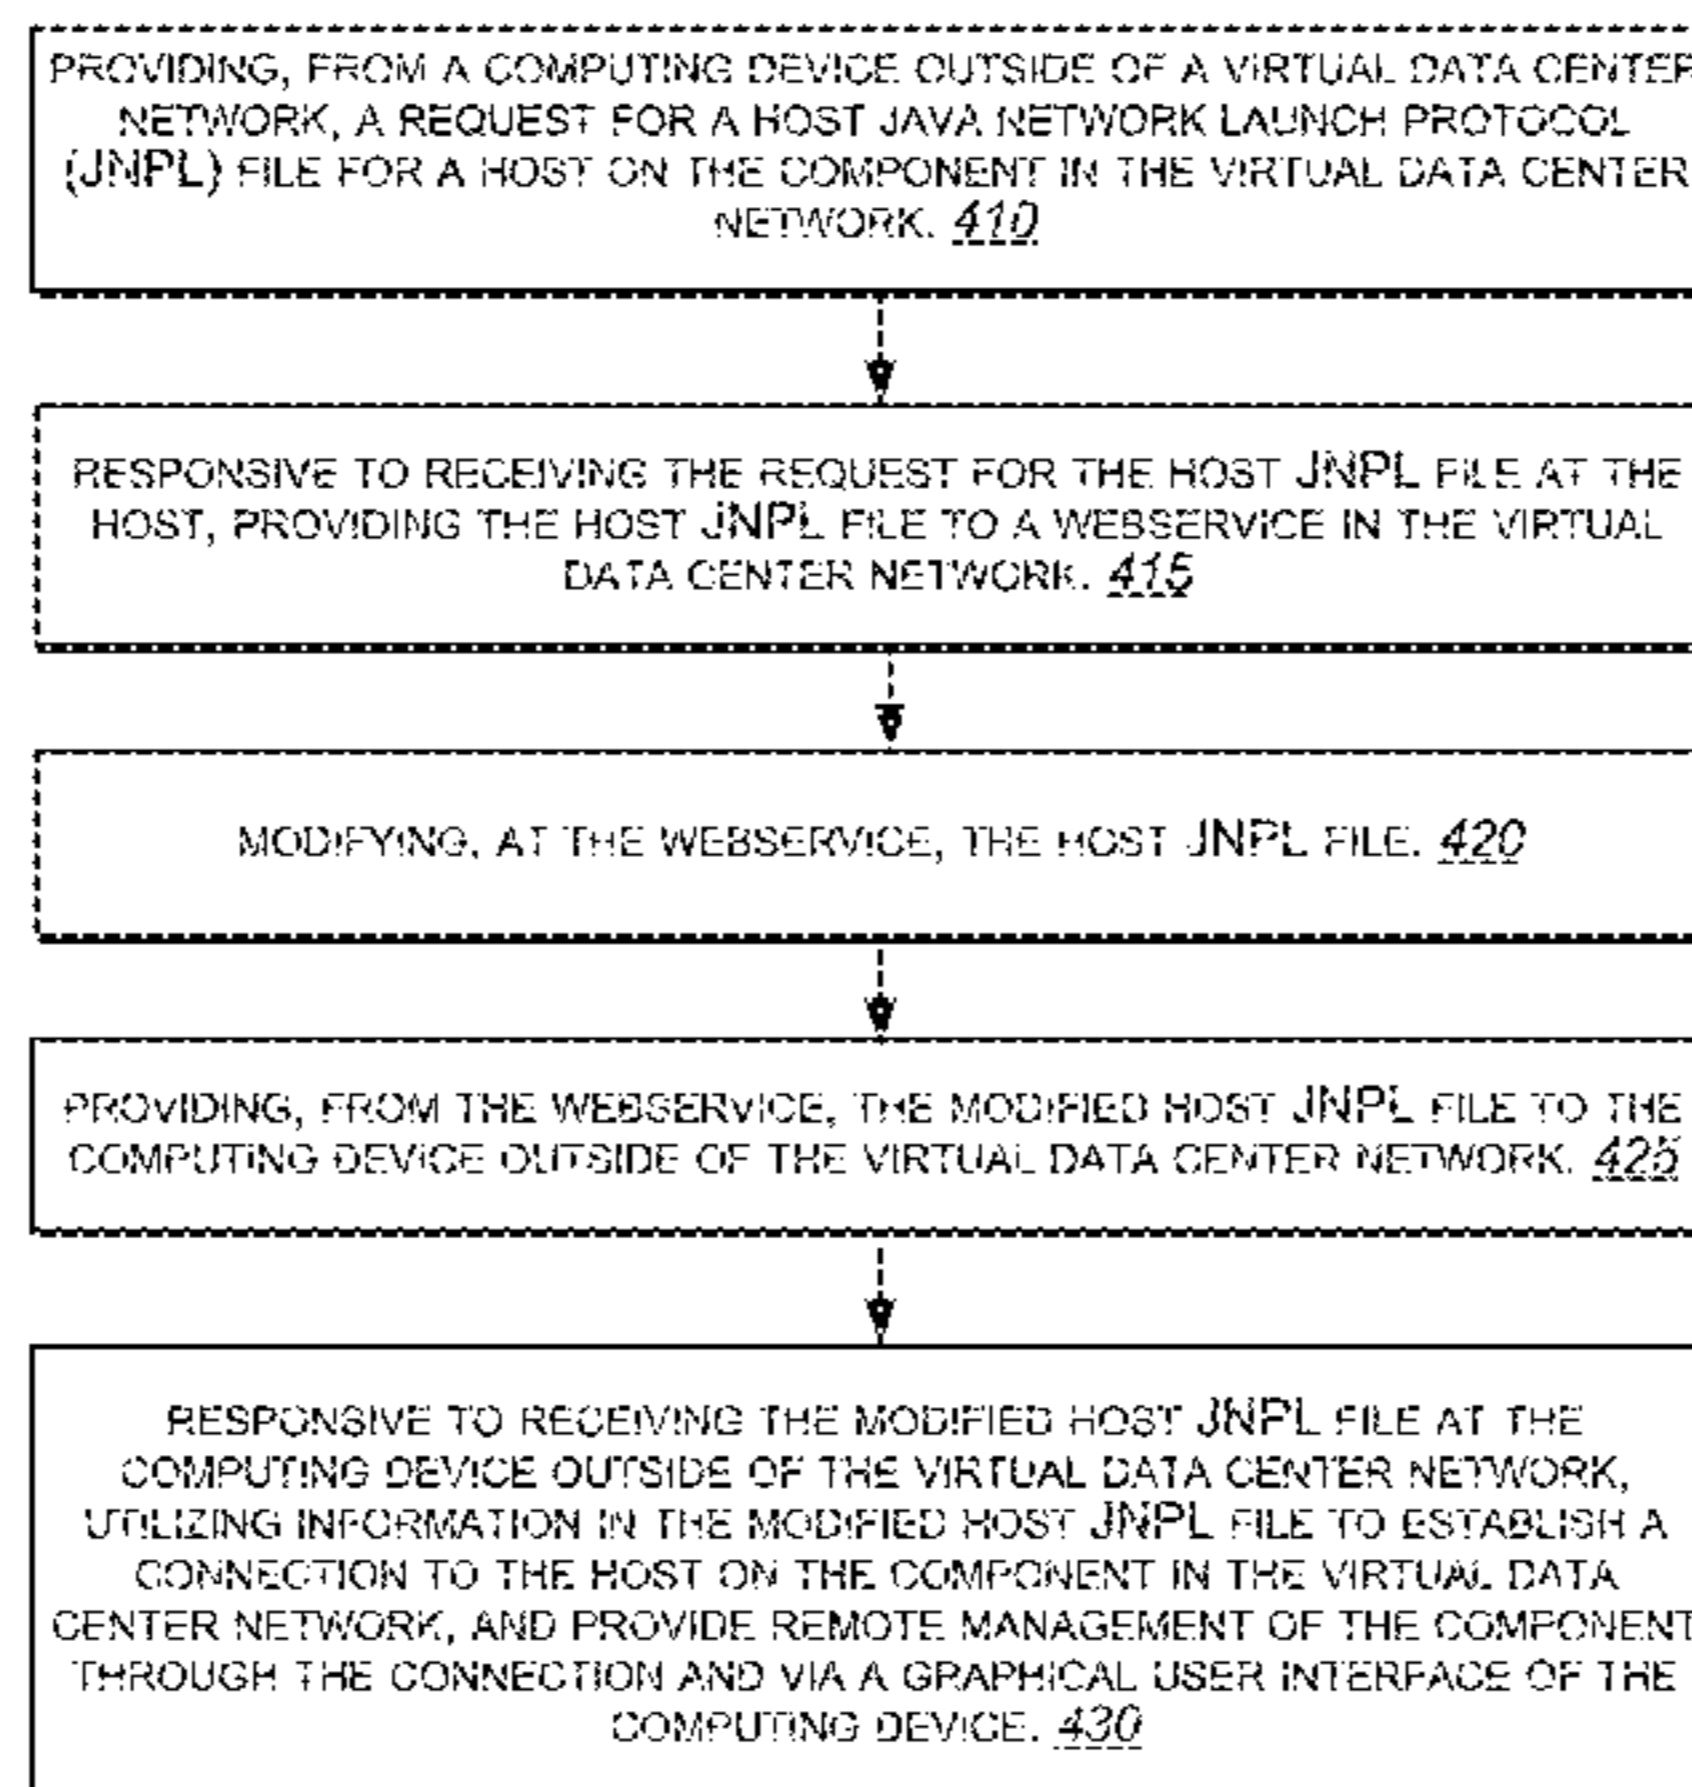 PROVIDING, FROM A COMPUTING DEVICE OUTSIDE OF A VIRTUAL DATA CENTER
NETWORK, A REQUEST FOR A HOST JAVA NETWORK LAUNCH PROTOCOL
(JNPL) FILE FOR A HOST ON THE COMPONENT IN THE VIRTUAL DATA CENTER
NETWORK. 410
RESPONSIVE TO RECEIVING THE REQUEST FOR THE HOST JNPL FILE AT THE
HOST, PROVIDING THE HOST JNPL FILE TO A WEBSERVICE IN THE VIRTUAL
DATA CENTER NETWORK. 415
MODIFYING, AT THE WEBSERVICE, THE HOST JNPL FILE. 420
PROVIDING, FROM THE WEBSERVICE, THE MODIFIED HOST JNPL FILE TO THE
COMPUTING DEVICE OUTSIDE OF THE VIRTUAL DATA CENTER NETWORK. 425
RESPONSIVE TO RECEIVING THE MODIFIED HOST JNPL FILE AT THE
COMPUTING DEVICE OUTSIDE OF THE VIRTUAL DATA CENTER NETWORK,
UTILIZING INFORMATION IN THE MODIFIED HOST JNPL FILE TO ESTABLISH A
CONNECTION TO THE HOST ON THE COMPONENT IN THE VIRTUAL DATA
CENTER NETWORK, AND PROVIDE REMOTE MANAGEMENT OF THE COMPONENT
THROUGH THE CONNECTION AND VIA A GRAPHICAL USER INTERFACE OF THE
COMPUTING DEVICE. 430